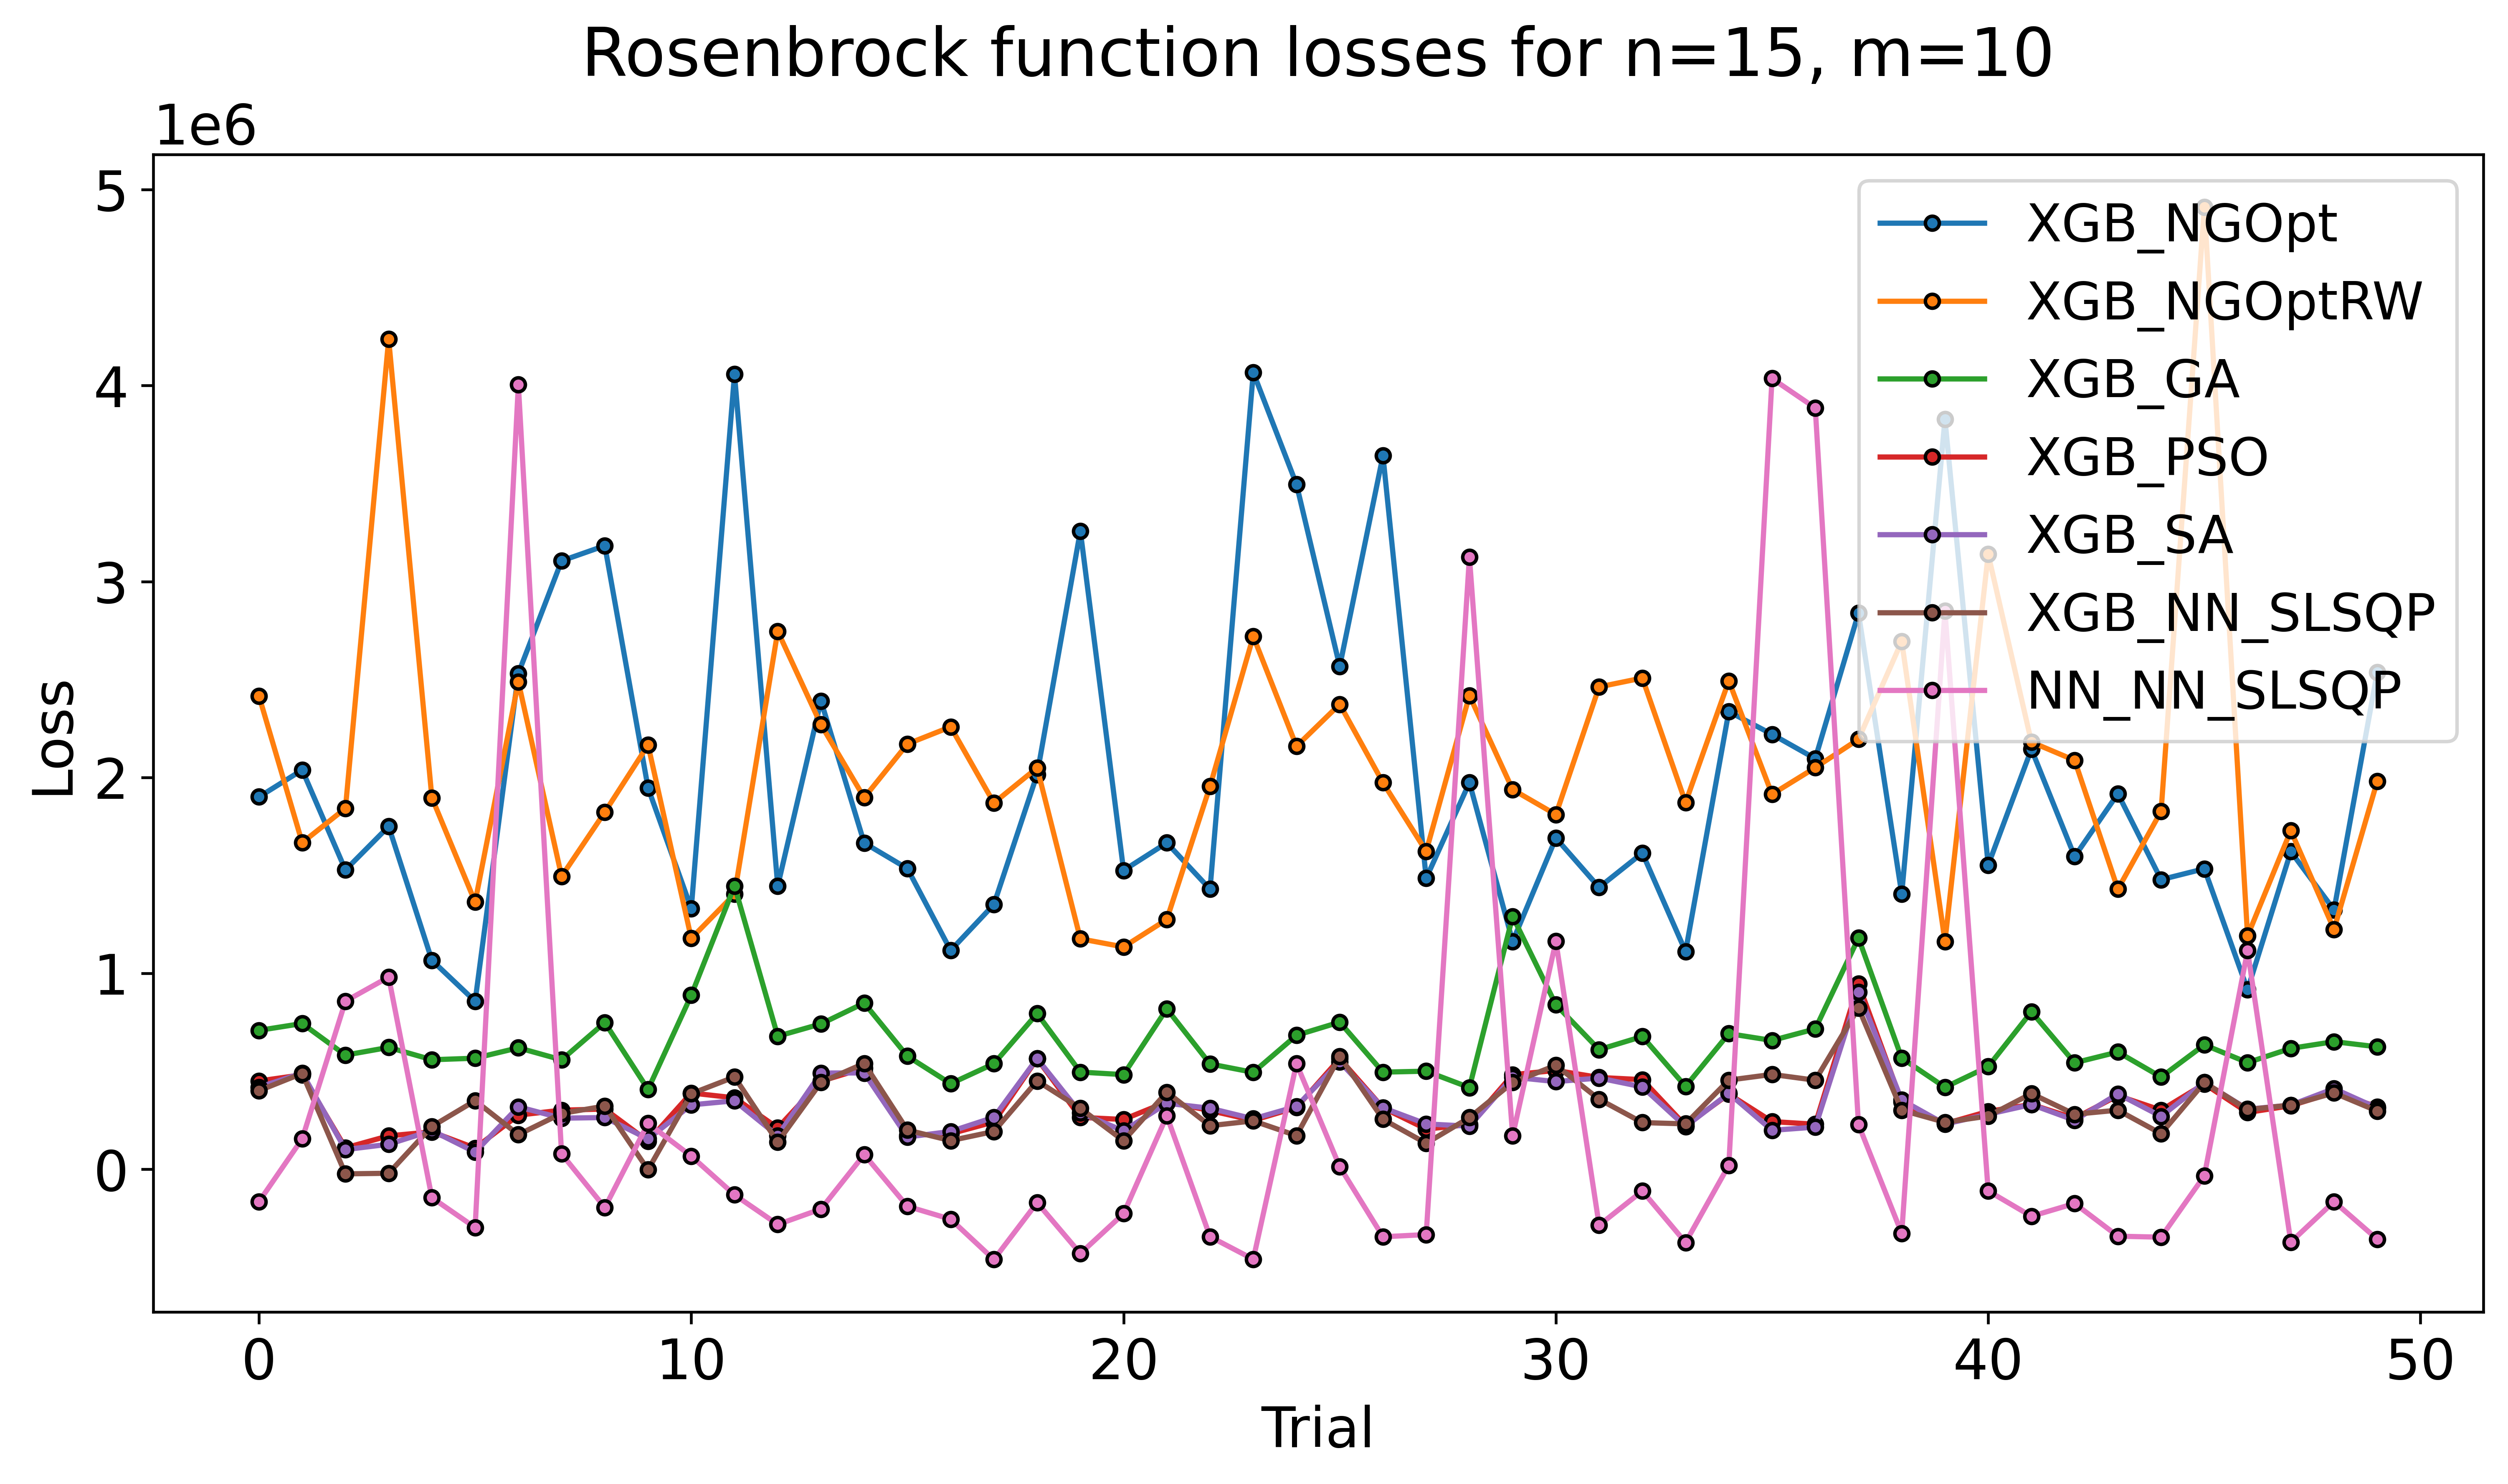 Rosenbrock function losses for n=15, m=10
1e6
5
4
3
2
1
0
Loss
XGB_NGOpt
XGB_NGOptRW
XGB_GA
XGB_PSO
XGB_SA
XGB_NN_SLSQP
NN_NN_SLSQP
0 10 20 30 40 50
Trial